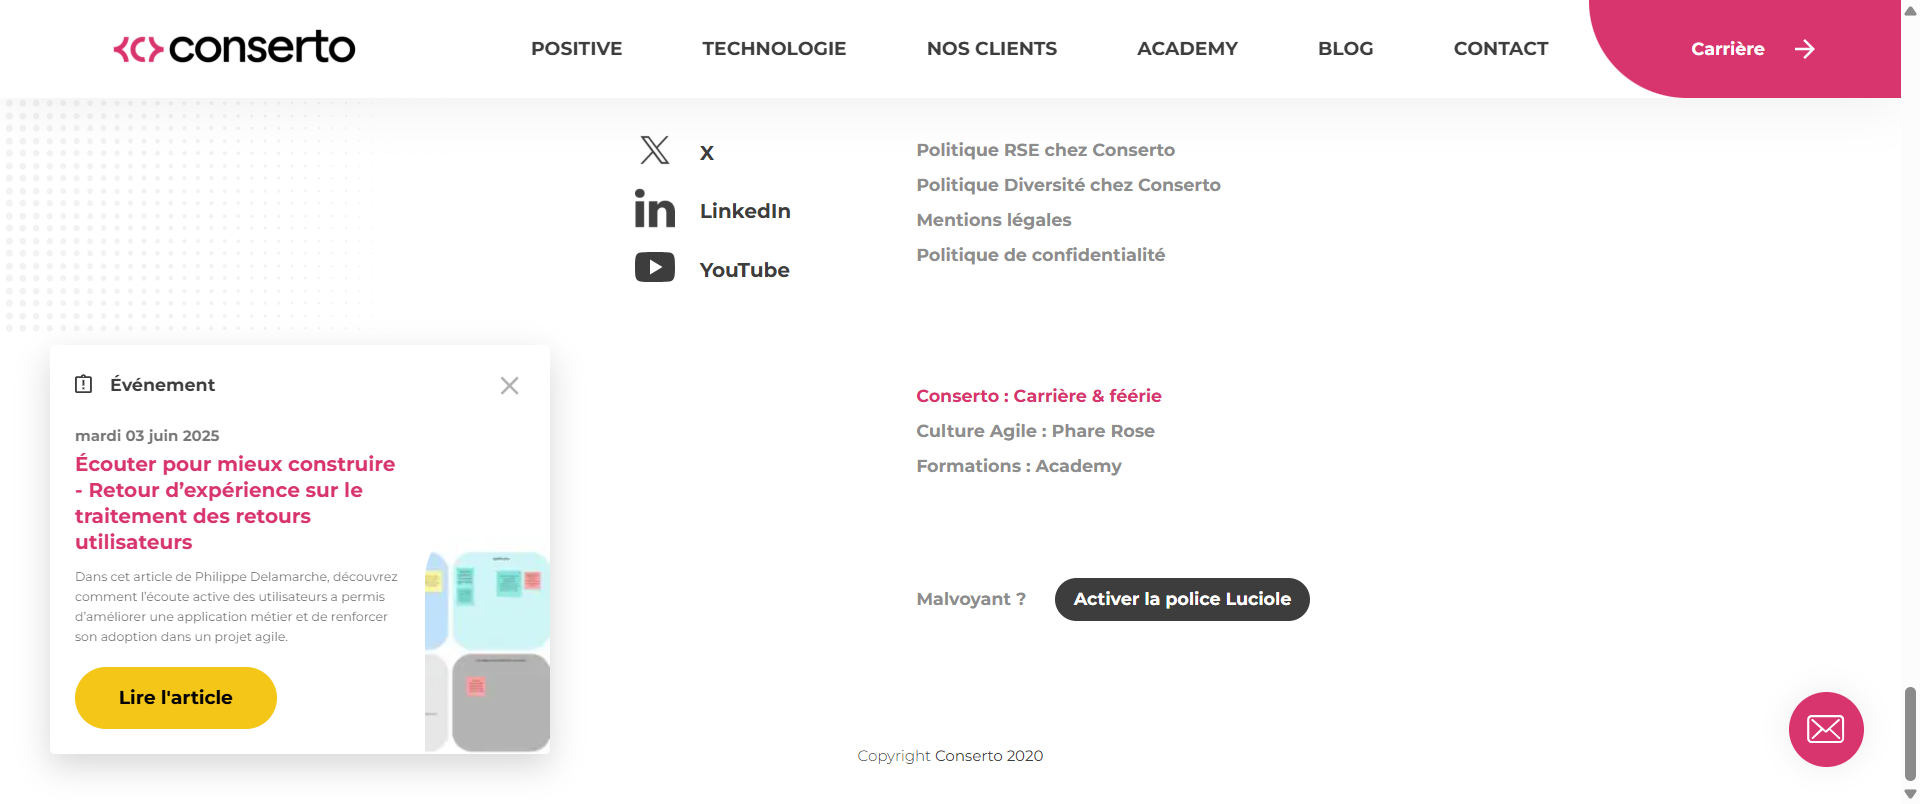 conserto
POSITIVE
TECHNOLOGIE
NOS CLIENTS
ACADEMY
BLOG
CONTACT
Carrière
X
LinkedIn
YouTube
Politique RSE chez Conserto
Politique Diversité chez Conserto
Mentions légales
Politique de confidentialité
Conserto : Carrière & féérie
Culture Agile : Phare Rose
Formations : Academy
Malvoyant ?
Activer la police Luciole
Événement
mardi 03 juin 2025
Écouter pour mieux construire
- Retour d’expérience sur le
traitement des retours
utilisateurs
Dans cet article de Philippe Delamarche, découvrez
comment l’écoute active des utilisateurs a permis
d’améliorer une application métier et de renforcer
son adoption dans un projet agile.
Lire l'article
Copyright Conserto 2020